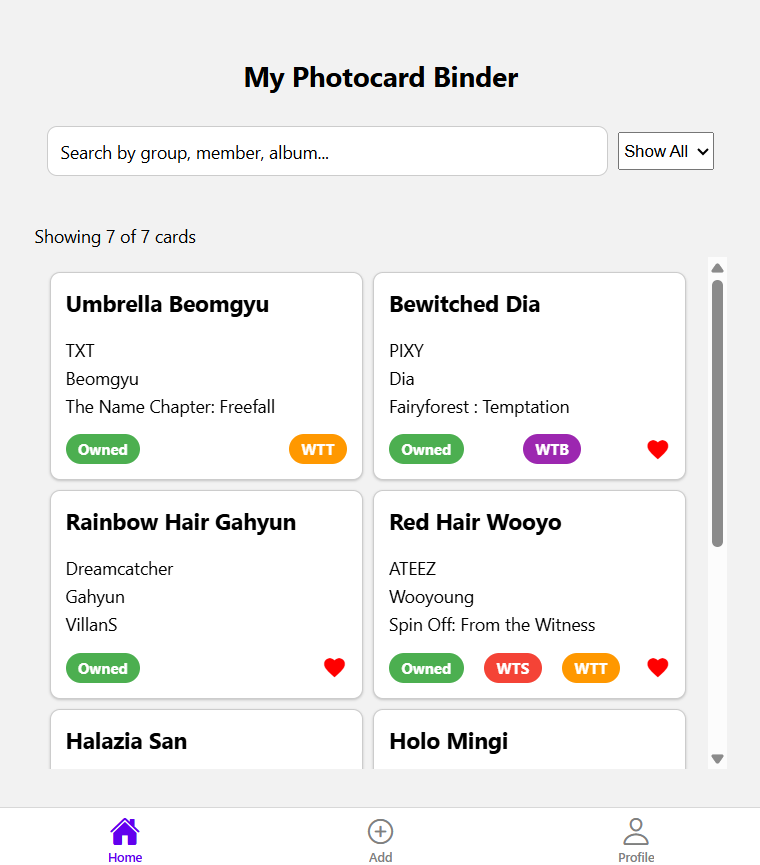 My Photocard Binder
Search by group, member, album...
Show All
Showing 7 of 7 cards
Umbrella Beomgyu
TXT
Beomgyu
The Name Chapter: Freefall
Owned
WTT
Bewitched Dia
PIXY
Dia
Fairyforest : Temptation
Owned
WTB
Rainbow Hair Gahyun
Dreamcatcher
Gahyun
VillanS
Owned
Red Hair Wooyo
ATEEZ
Wooyoung
Spin Off: From the Witness
Owned
WTS
WTT
Halazia San
Holo Mingi
Home
Add
Profile